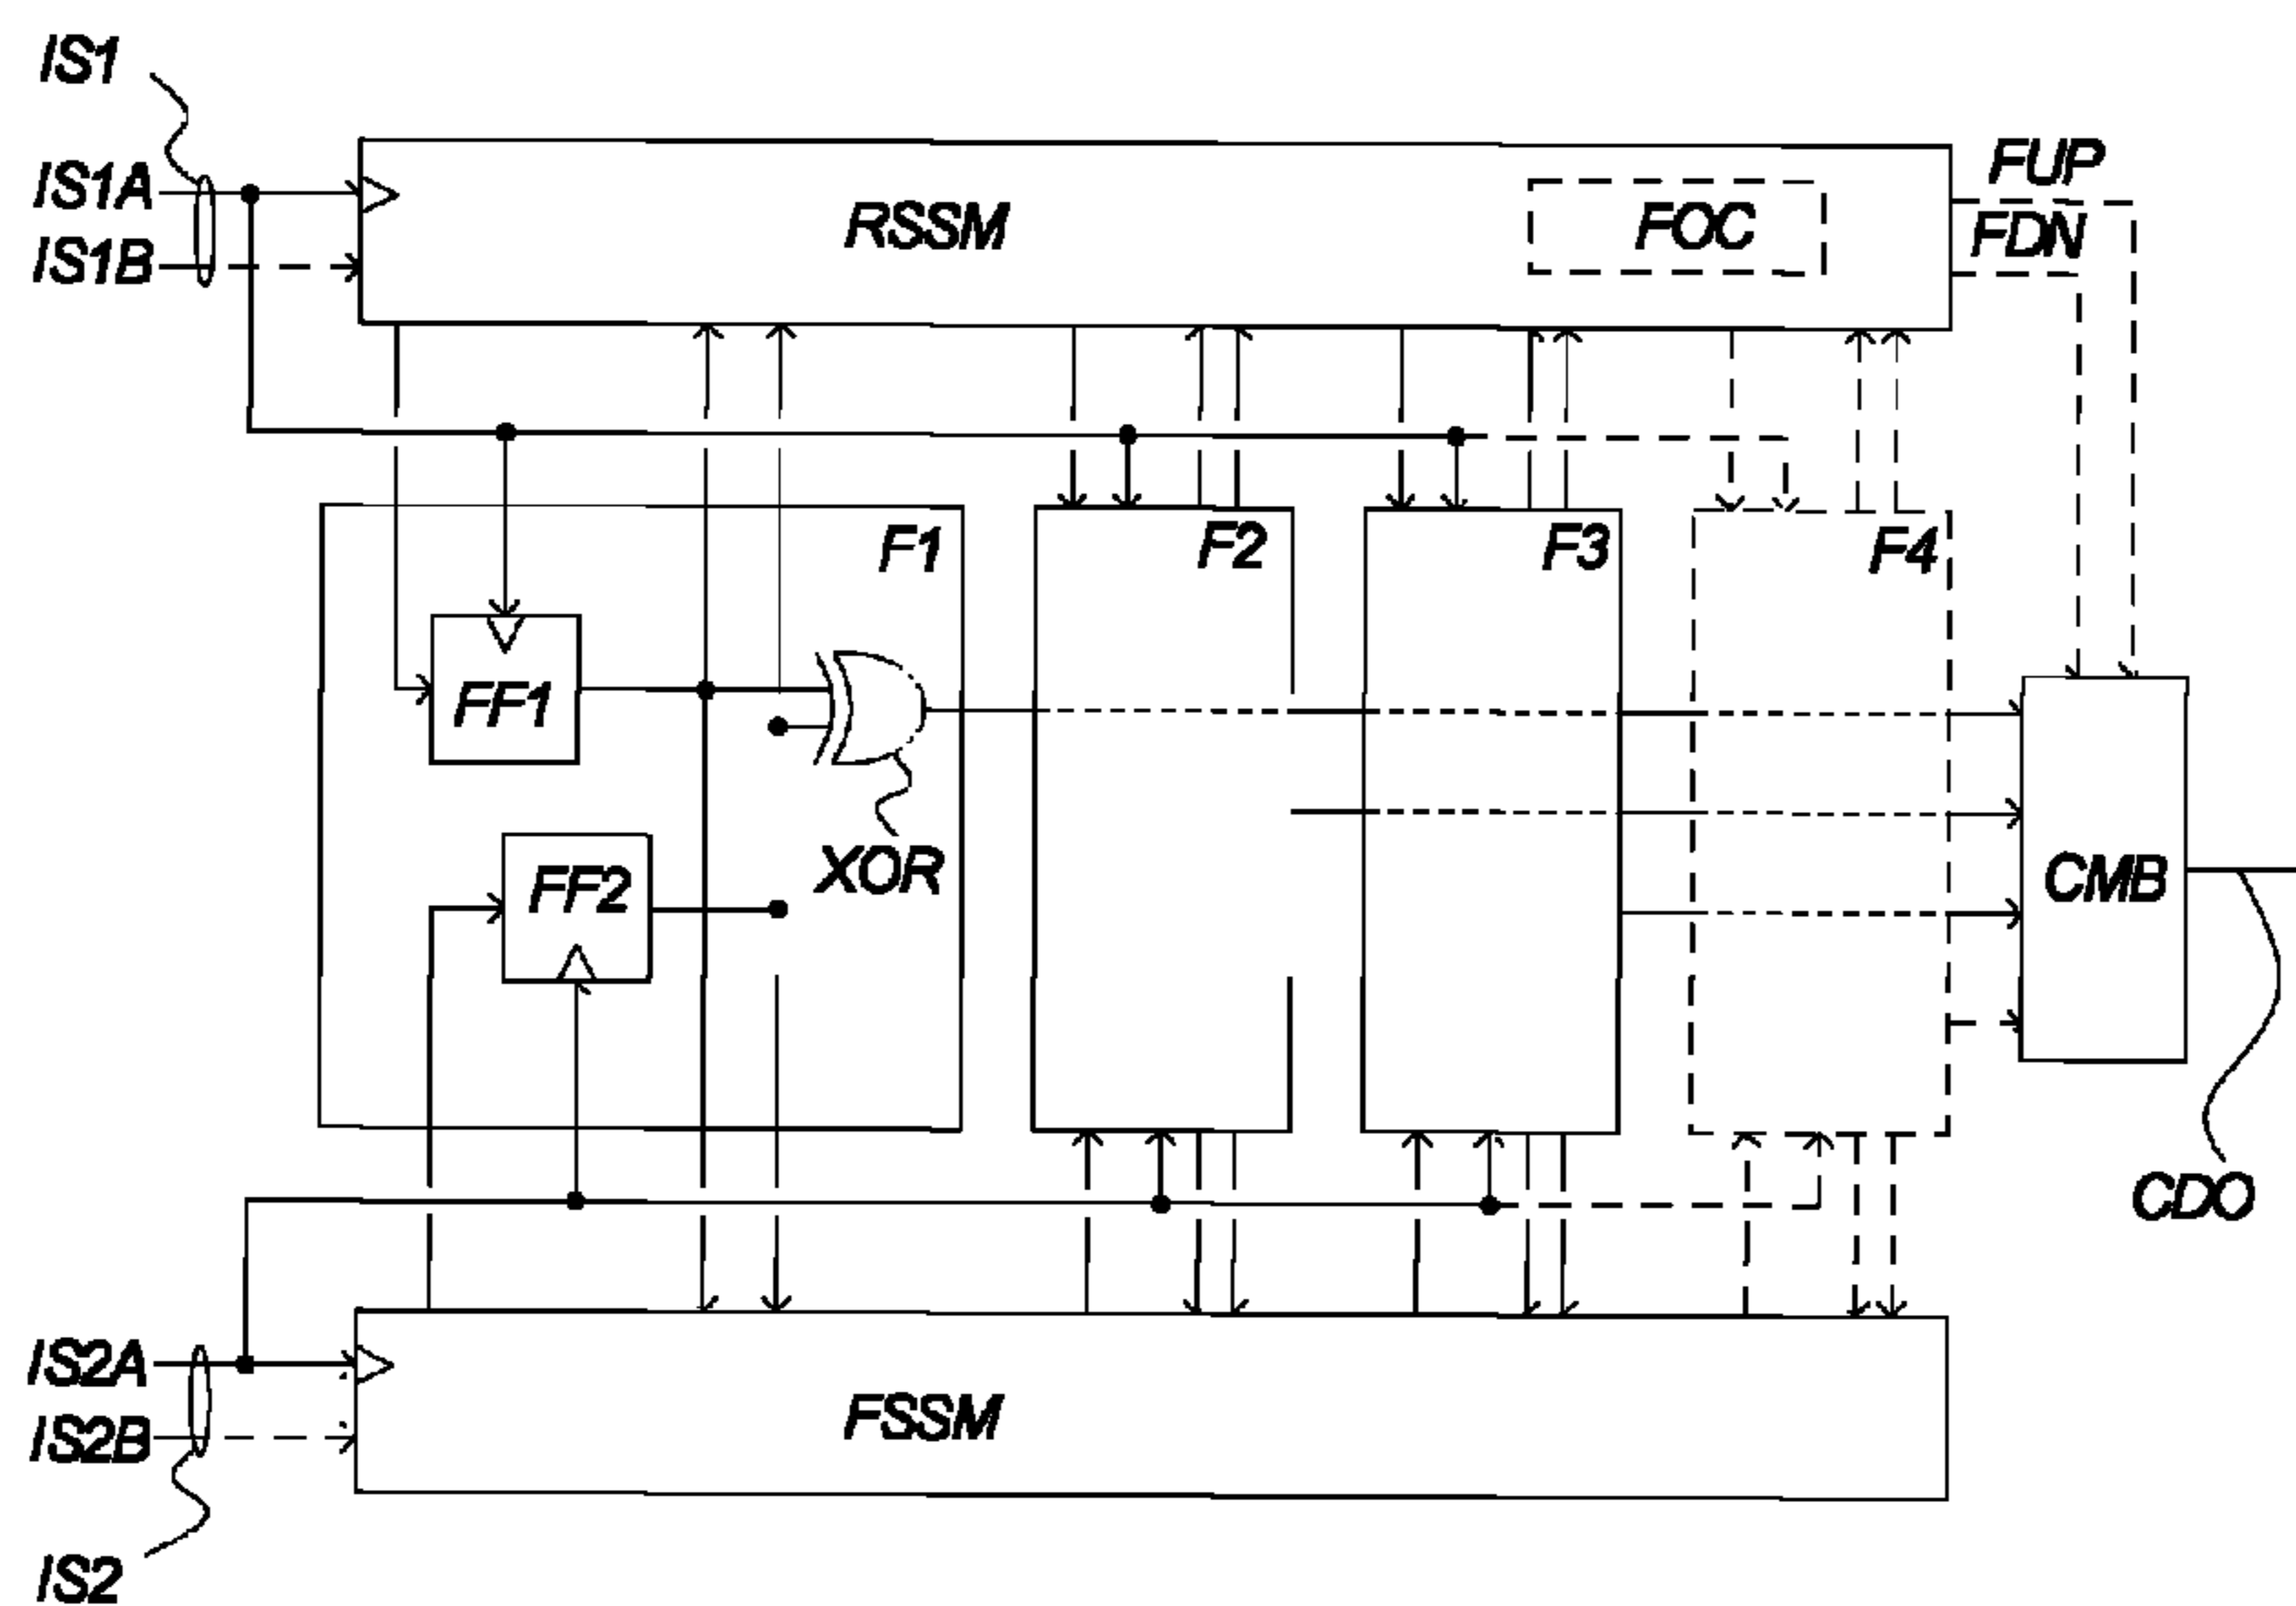 IS1
IS1A
IS1B
RSSM
FOC
FUP
FDN
F1
F2
F3
F4
FF1
XOR
FF2
CMB
CDO
IS2A
IS2B
FSSM
IS2